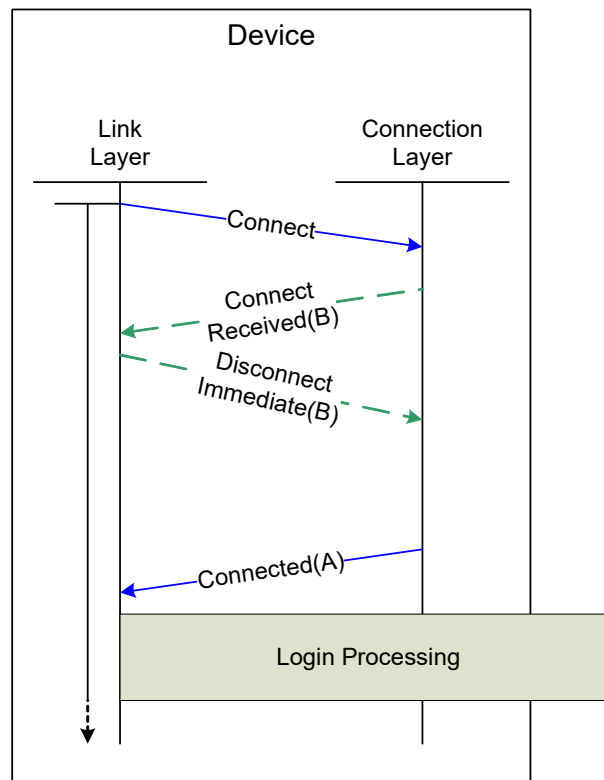 Device
Link
Layer
Connection
Layer
Connect
Connect
Received(B)
Disconnect
Immediate(B)
Connected(A)
Login Processing